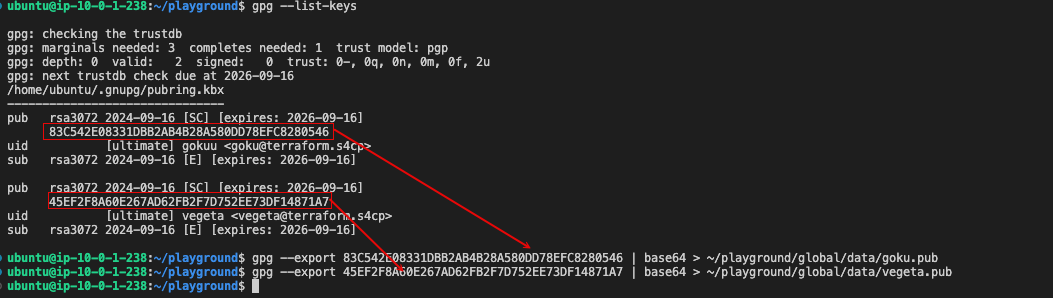 ubuntu@ip-10-0-1-238:~/playground$ gpg --list-keys
gpg: checking the trustdb
gpg: marginals needed: 3  completes needed: 1  trust model: pgp
gpg: depth: 0  valid:   2  signed:   0  trust: 0-, 0q, 0n, 0m, 0f, 2u
gpg: next trustdb check due at 2026-09-16
/home/ubuntu/.gnupg/pubring.kbx
-------------------------------
pub   rsa3072 2024-09-16 [SC] [expires: 2026-09-16]
      83C542E08331DBB2AB4B28A580DD78EFC8280546
uid           [ultimate] gokuu <goku@terraform.s4cp>
sub   rsa3072 2024-09-16 [E] [expires: 2026-09-16]
pub   rsa3072 2024-09-16 [SC] [expires: 2026-09-16]
      45EF2F8A60E267AD62FB2F7D752EE73DF14871A7
uid           [ultimate] vegeta <vegeta@terraform.s4cp>
sub   rsa3072 2024-09-16 [E] [expires: 2026-09-16]
ubuntu@ip-10-0-1-238:~/playground$ gpg --export 83C542E08331DBB2AB4B28A580DD78EFC8280546 | base64 > ~/playground/global/data/goku.pub
ubuntu@ip-10-0-1-238:~/playground$ gpg --export 45EF2F8A60E267AD62FB2F7D752EE73DF14871A7 | base64 > ~/playground/global/data/vegeta.pub
ubuntu@ip-10-0-1-238:~/playground$